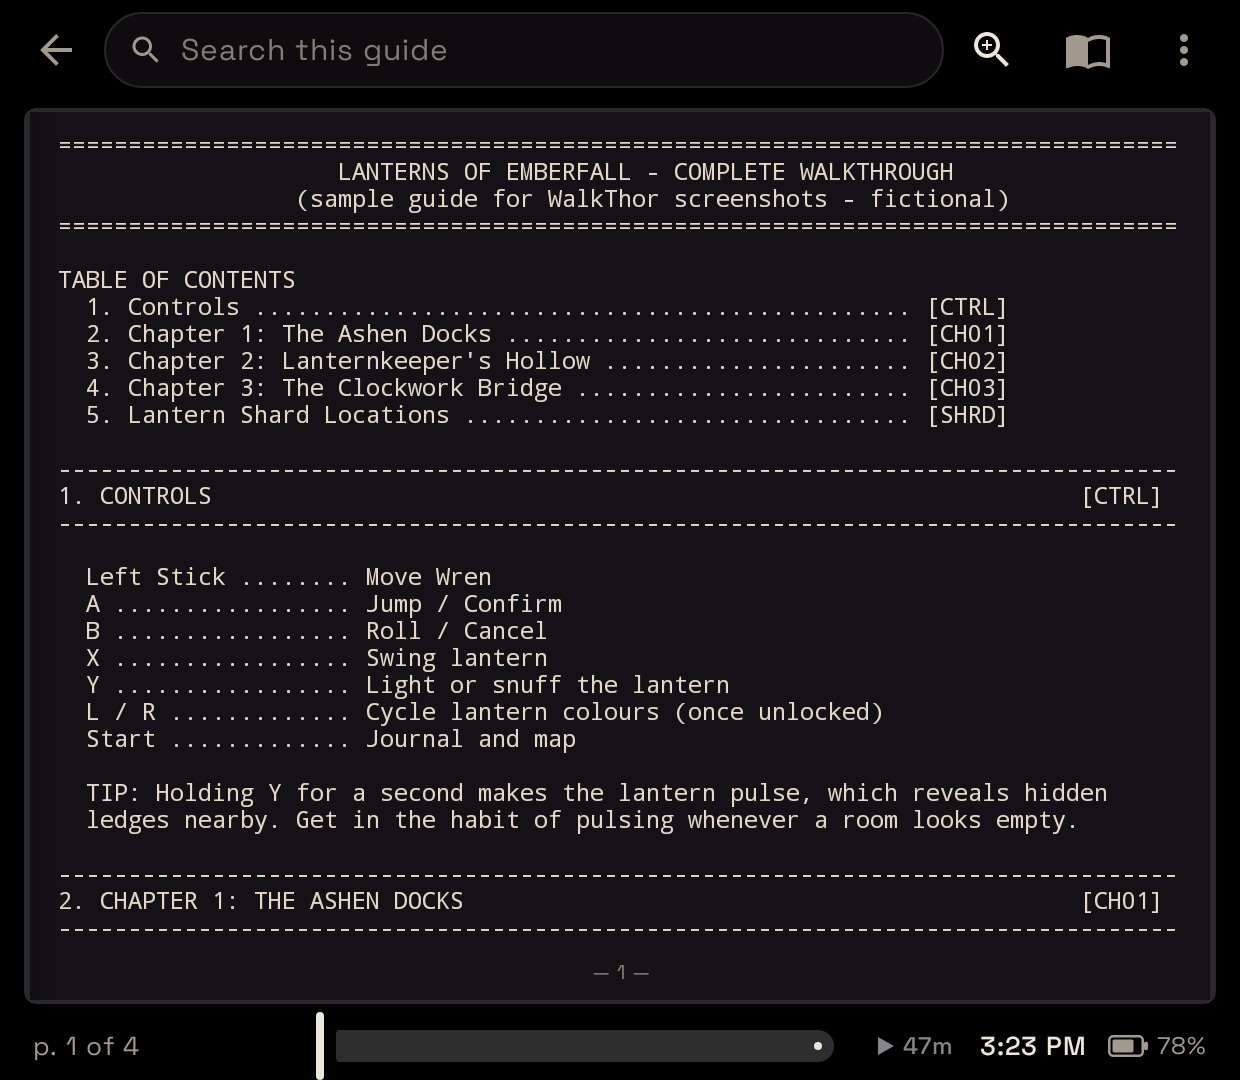 Search this guide
================================================================================
LANTERNS OF EMBERFALL - COMPLETE WALKTHROUGH
(sample guide for WalkThor screenshots - fictional)
================================================================================
TABLE OF CONTENTS
1. Controls ............................................... [CTRL]
2. Chapter 1: The Ashen Docks ............................. [CH01]
3. Chapter 2: Lanternkeeper's Hollow ...................... [CH02]
4. Chapter 3: The Clockwork Bridge ........................ [CH03]
5. Lantern Shard Locations ................................ [SHRD]
--------------------------------------------------------------------------------
1. CONTROLS [CTRL]
--------------------------------------------------------------------------------
Left Stick ........ Move Wren
A ................. Jump / Confirm
B ................. Roll / Cancel
X ................. Swing lantern
Y ................. Light or snuff the lantern
L / R ............. Cycle lantern colours (once unlocked)
Start ............. Journal and map
TIP: Holding Y for a second makes the lantern pulse, which reveals hidden
ledges nearby. Get in the habit of pulsing whenever a room looks empty.
--------------------------------------------------------------------------------
2. CHAPTER 1: THE ASHEN DOCKS [CH01]
--------------------------------------------------------------------------------
— 1 —
p. 1 of 4 47m 3:23 PM 78%